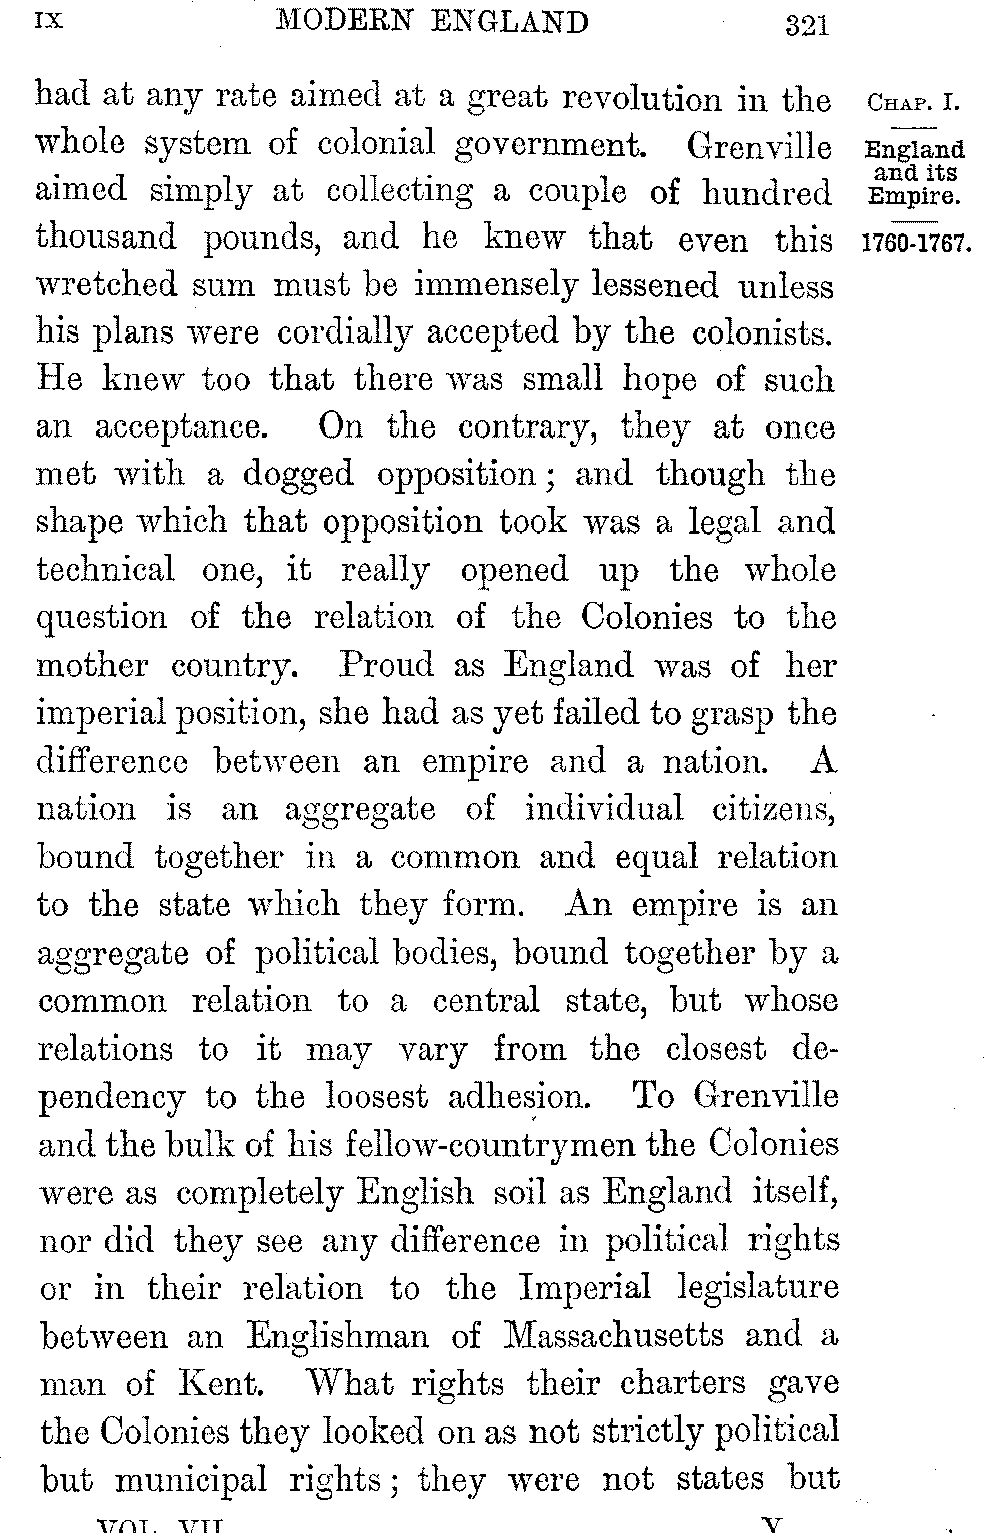 IX MODERN ENGLAND 321
had at any rate aimed at a great revolution in the
whole system of colonial government. Grenville
aimed simply at collecting a couple of hundred
thousand pounds, and he knew that even this
wretched sum must be immensely lessened unless
his plans were cordially accepted by the colonists.
He knew too that there was small hope of such
an acceptance. On the contrary, they at once
met with a dogged opposition; and though the
shape which that opposition took was a legal and
technical one, it really opened up the whole
question of the relation of the Colonies to the
mother country. Proud as England was of her
imperial position, she had as yet failed to grasp the
difference between an empire and a nation. A
nation is an aggregate of individual citizens,
bound together in a common and equal relation
to the state which they form. An empire is an
aggregate of political bodies, bound together by a
common relation to a central state, but whose
relations to it may vary from the closest de-
pendency to the loosest adhesion. To Grenville
and the bulk of his fellow-countrymen the Colonies
were as completely English soil as England itself,
nor did they see any difference in political rights
or in their relation to the Imperial legislature
between an Englishman of Massachusetts and a
man of Kent. What rights their charters gave
the Colonies they looked on as not strictly political
but municipal rights; they were not states but
VOL. VII Y
CHAP. I.
England
and its
Empire.
1760-1767.